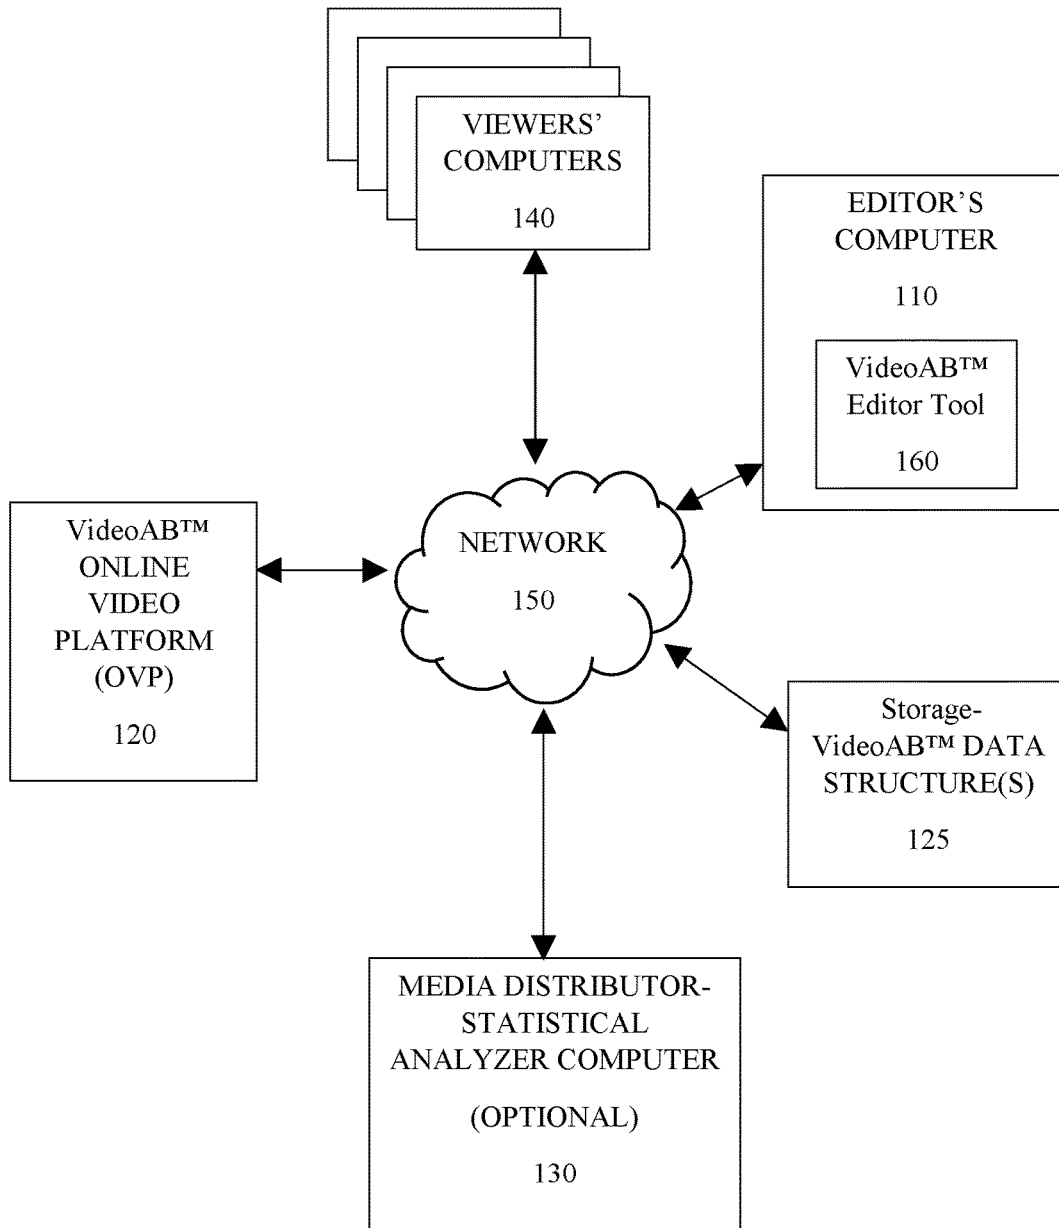 VIEWERS’
COMPUTERS
140
EDITOR’S
COMPUTER
110
VideoAB™
Editor Tool
160
NETWORK
150
VideoAB™
ONLINE
VIDEO
PLATFORM
(OVP)
120
Storage-
VideoAB™ DATA
STRUCTURE(S)
125
MEDIA DISTRIBUTOR-
STATISTICAL
ANALYZER COMPUTER
(OPTIONAL)
130